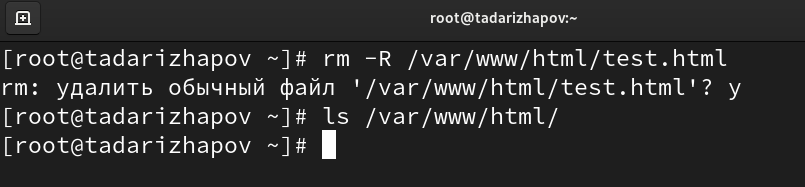 root@tadarizhapov:~
[root@tadarizhapov ~]# rm -R /var/www/html/test.html
rm: удалить обычный файл '/var/www/html/test.html'? y
[root@tadarizhapov ~]# ls /var/www/html/
[root@tadarizhapov ~]#